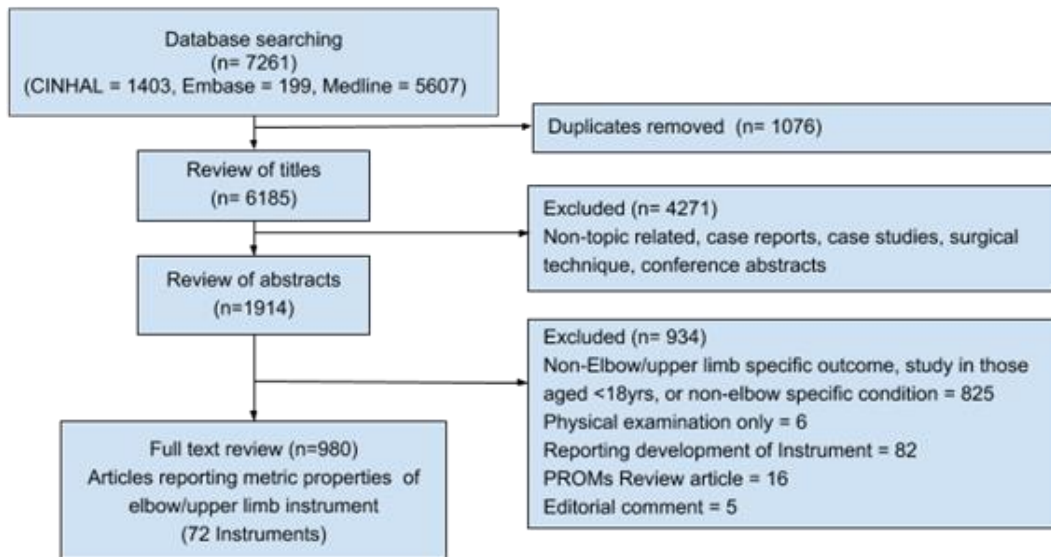 Database searching
(n= 7261)
(CINHAL = 1403, Embase = 199, Medline = 5607)
Duplicates removed (n= 1076)
Review of titles
(n= 6185)
Excluded (n= 4271)
Non-topic related, case reports, case studies, surgical
technique, conference abstracts
Review of abstracts
(n=1914)
Excluded (n= 934)
Non-Elbow/upper limb specific outcome, study in those
aged <18yrs, or non-elbow specific condition = 825
Physical examination only = 6
Reporting development of Instrument = 82
PROMs Review article = 16
Editorial comment = 5
Full text review (n=980)
Articles reporting metric properties of
elbow/upper limb instrument
(72 Instruments)